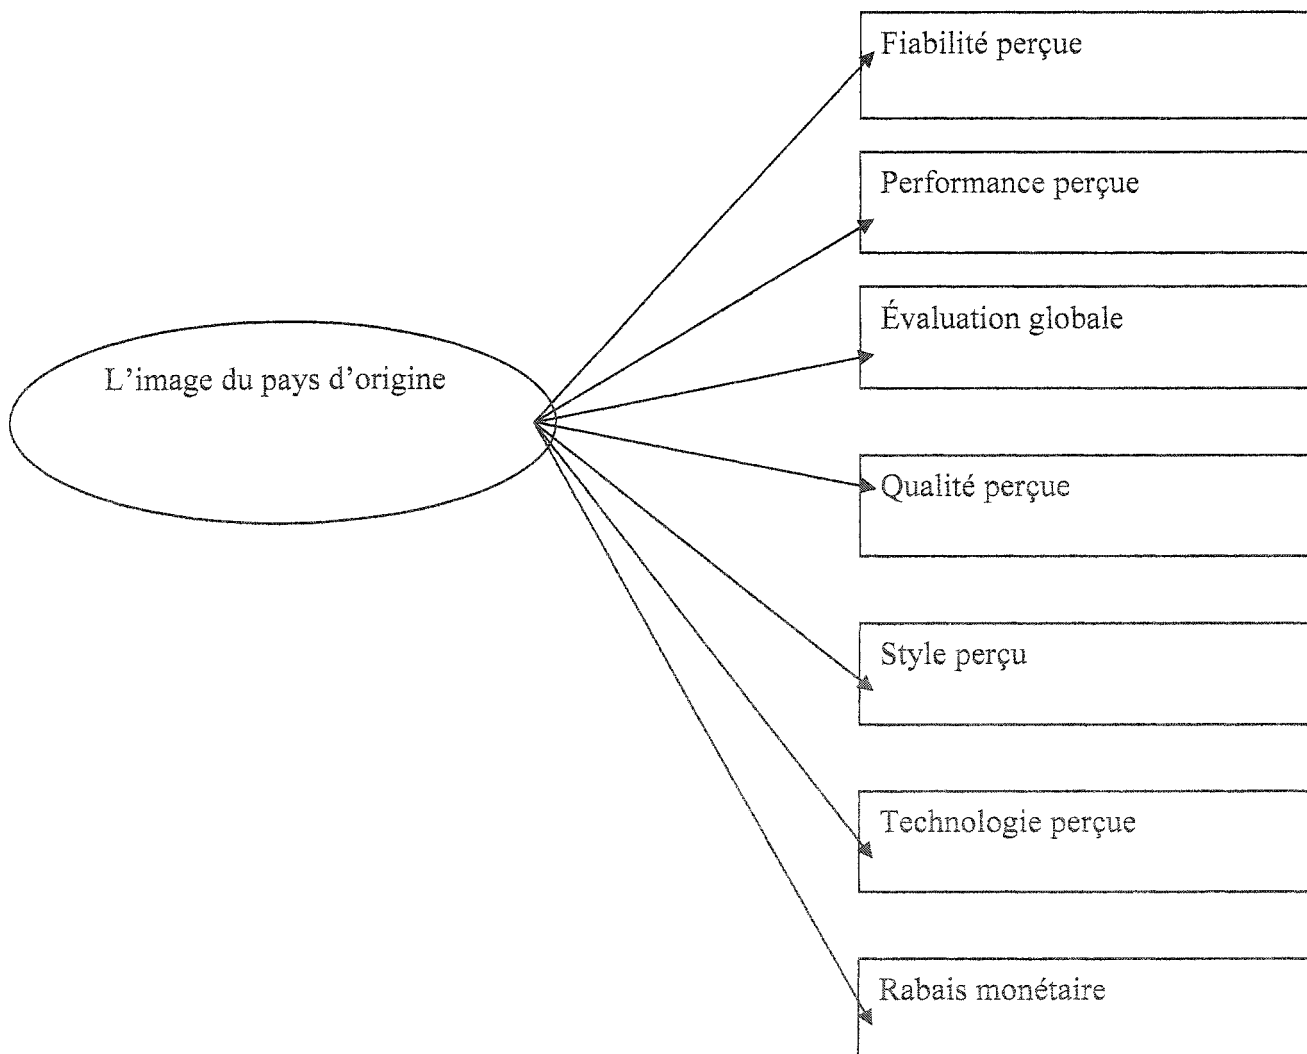 Fiabilité perçue
Performance perçue
Évaluation globale
L'image du pays d'origine
Qualité perçue
Style perçu
Technologie perçue
Rabais monétaire